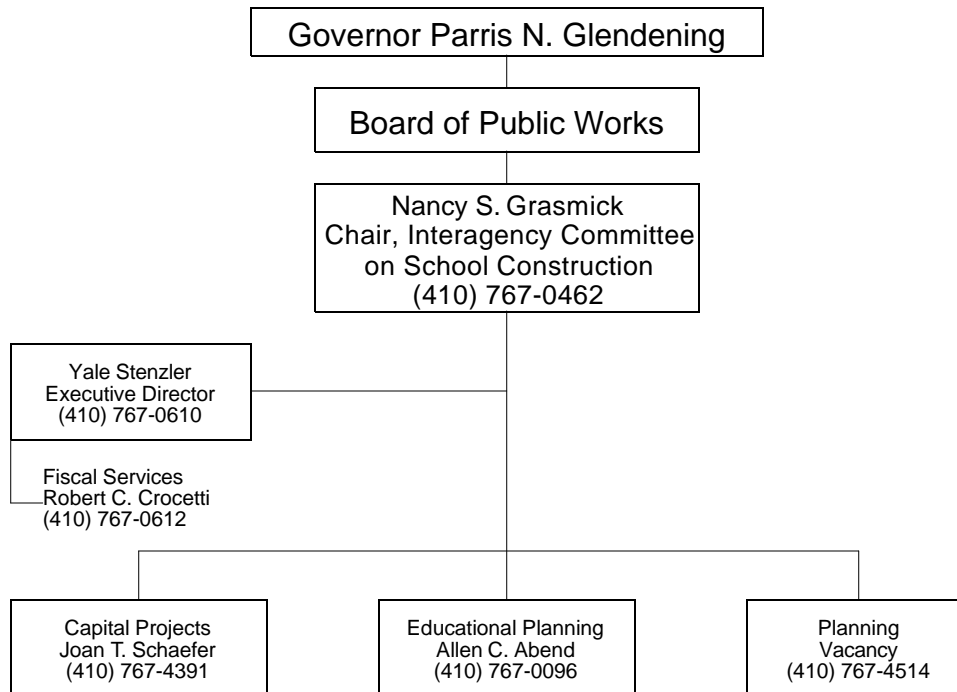 Governor Parris N. Glendening
Board of Public Works
Nancy S. Grasmick
Chair, Interagency Committee
on School Construction
(410) 767-0462
Yale Stenzler
Executive Director
(410) 767-0610
Fiscal Services
Robert C. Crocetti
(410) 767-0612
Capital Projects
Joan T. Schaefer
(410) 767-4391
Educational Planning
Allen C. Abend
(410) 767-0096
Planning
Vacancy
(410) 767-4514